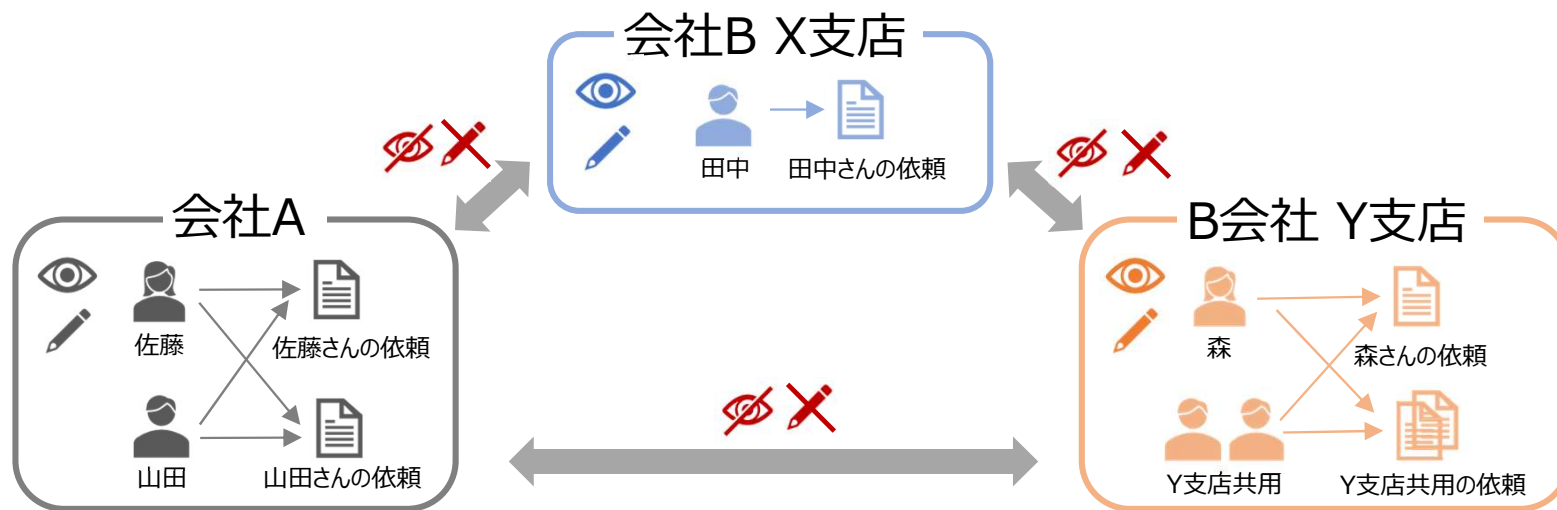 会社B X支店
田中
田中さんの依頼
会社A
佐藤
佐藤さんの依頼
山田
山田さんの依頼
B会社 Y支店
森
森さんの依頼
Y支店共用
Y支店共用の依頼